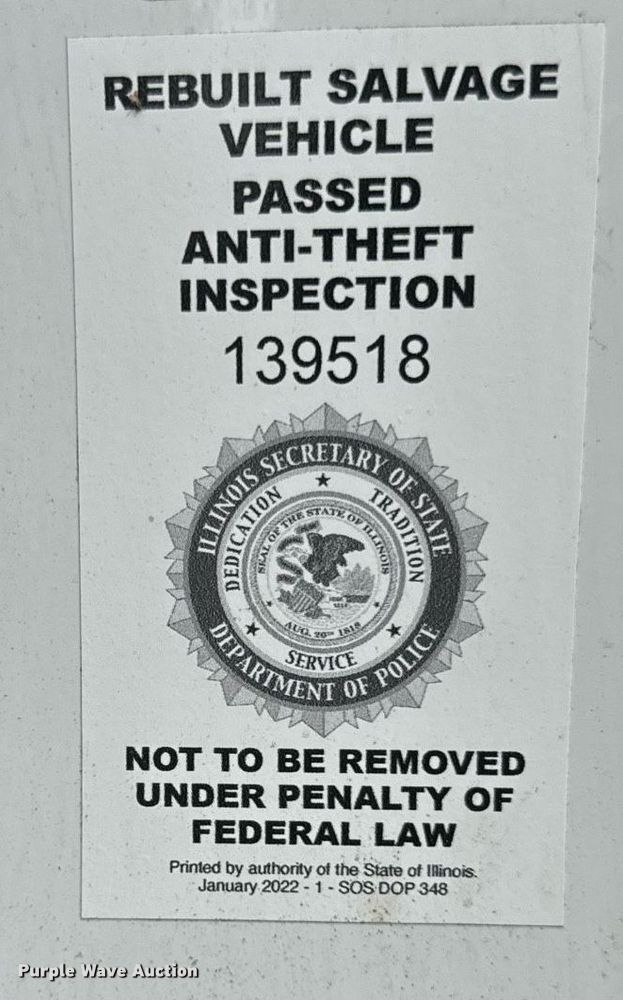 REBUILT SALVAGE
VEHICLE
PASSED
ANTI-THEFT
INSPECTION
139518
ILLINOIS SECRETARY OF STATE
DEDICATION
TRADITION
SEAL OF THE STATE OF ILLINOIS
AUG. 26TH 1818
SERVICE
DEPARTMENT OF POLICE
NOT TO BE REMOVED
UNDER PENALTY OF
FEDERAL LAW
Printed by authority of the State of Illinois.
January 2022 - 1 - SOS DOP 348
Purple Wave Auction